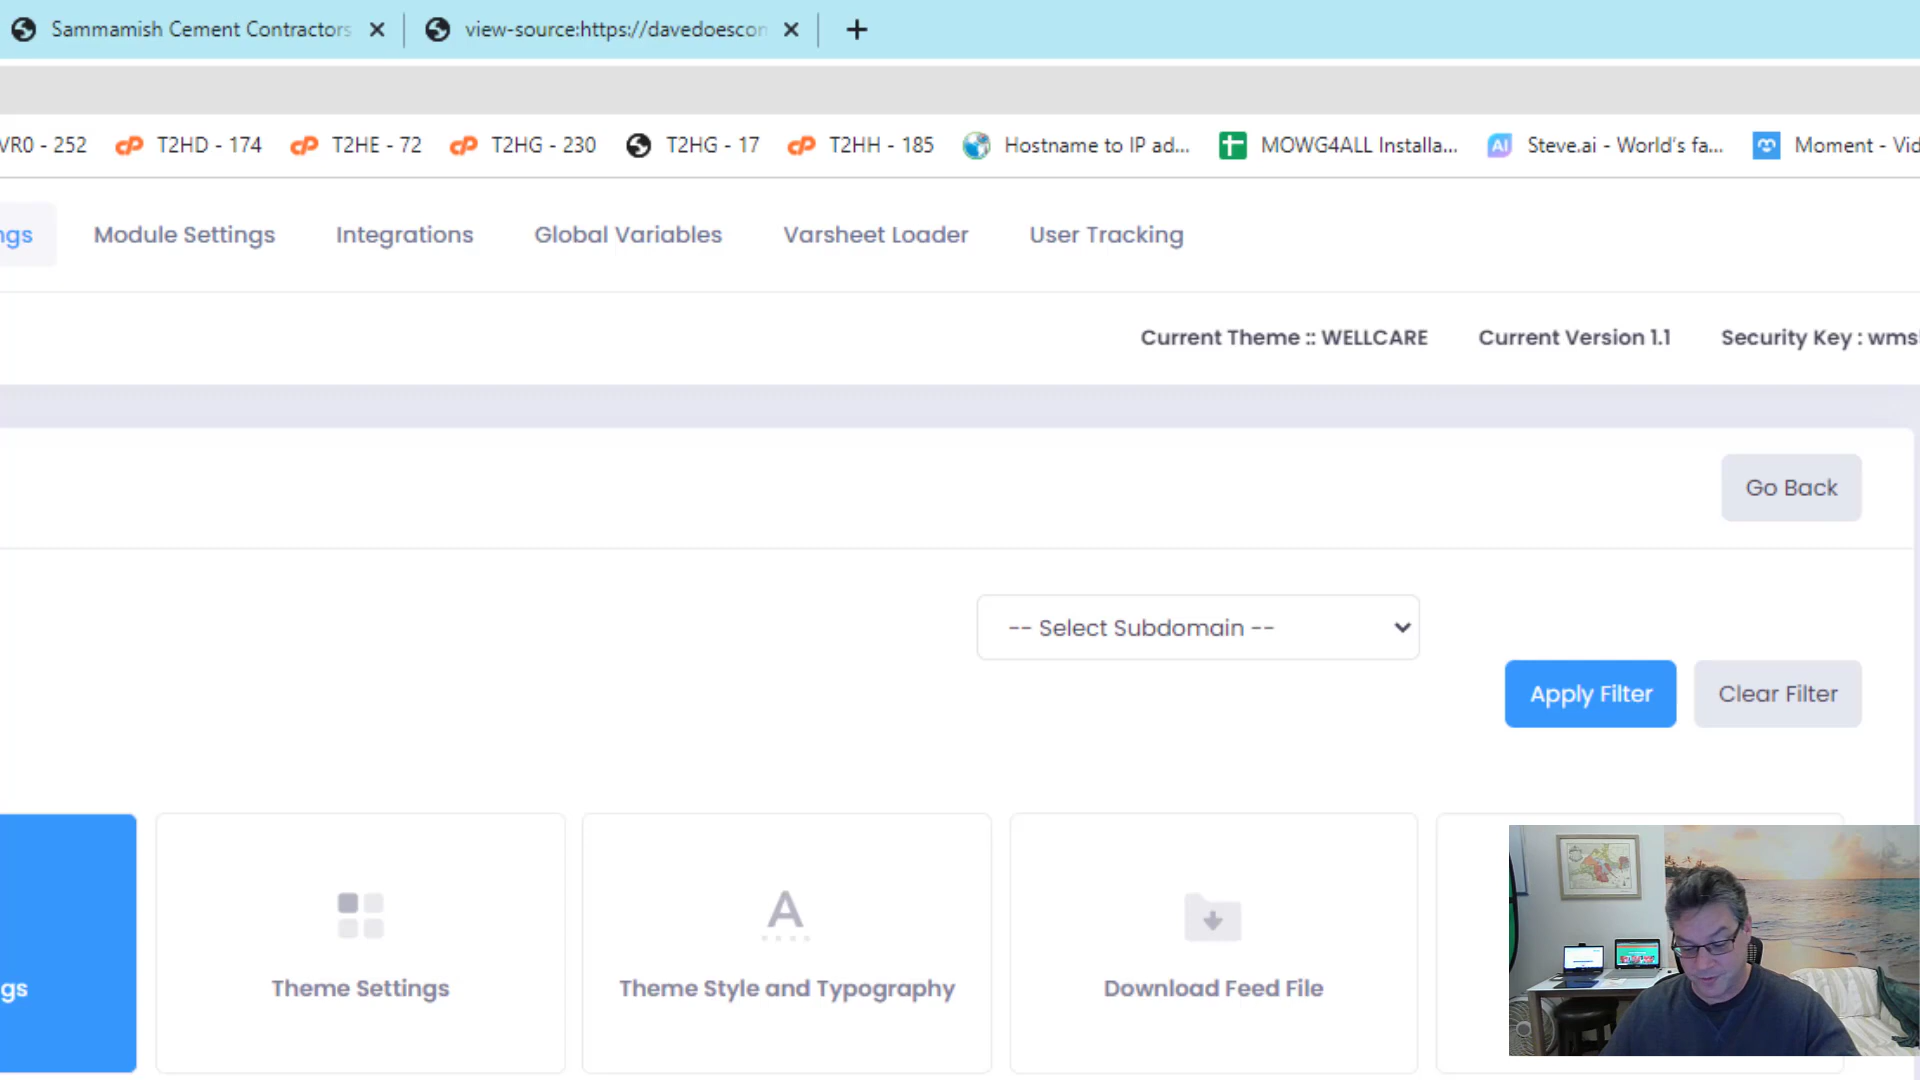 Sammamish Cement Contractors
view-source:https://davedoescon
VR0 - 252
T2HD - 174
T2HE - 72
T2HG - 230
T2HG - 17
T2HH - 185
Hostname to IP ad...
MOWG4ALL Installa...
Steve.ai - World's fa...
Moment - Vid
ngs
Module Settings
Integrations
Global Variables
Varsheet Loader
User Tracking
Current Theme :: WELLCARE
Current Version 1.1
Security Key : wms
Go Back
-- Select Subdomain --
Apply Filter
Clear Filter
gs
Theme Settings
Theme Style and Typography
Download Feed File